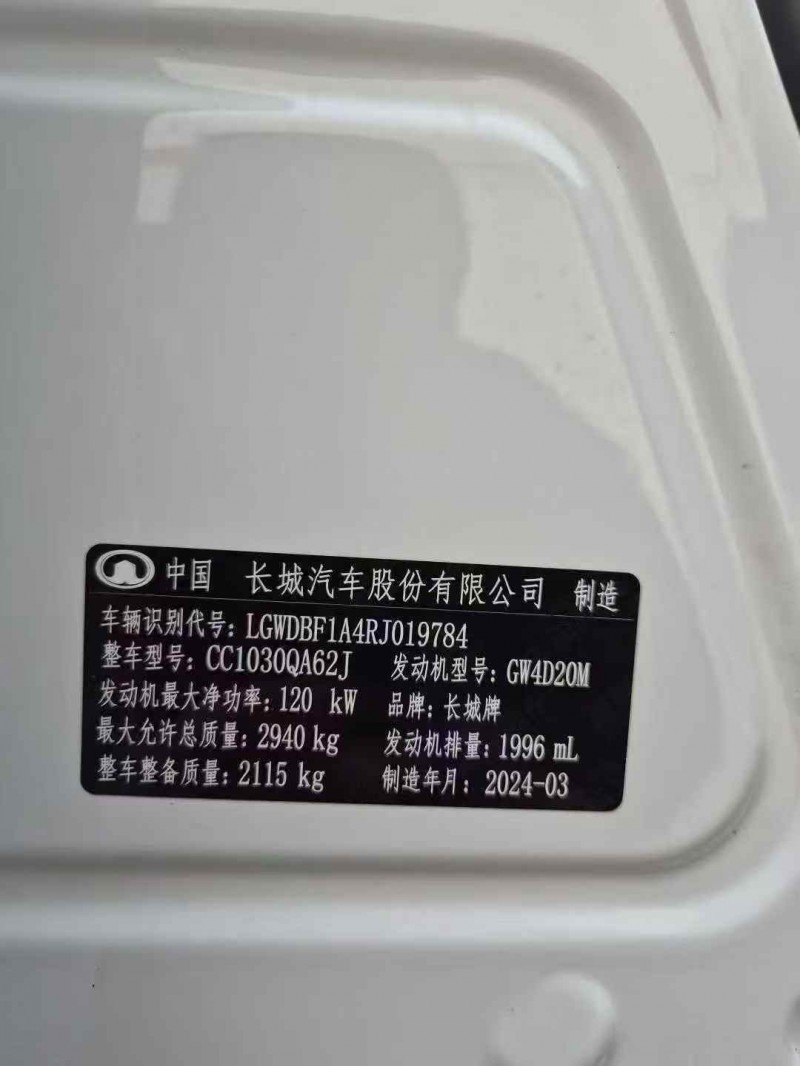 中国 长城汽车股份有限公司 制造
车辆识别代号: LGWDBF1A4RJ019784
整车型号: CC1030QA62J 发动机型号: GW4D20M
发动机最大净功率: 120 kW 品牌: 长城牌
最大允许总质量: 2940 kg 发动机排量: 1996 mL
整车整备质量: 2115 kg 制造年月: 2024-03